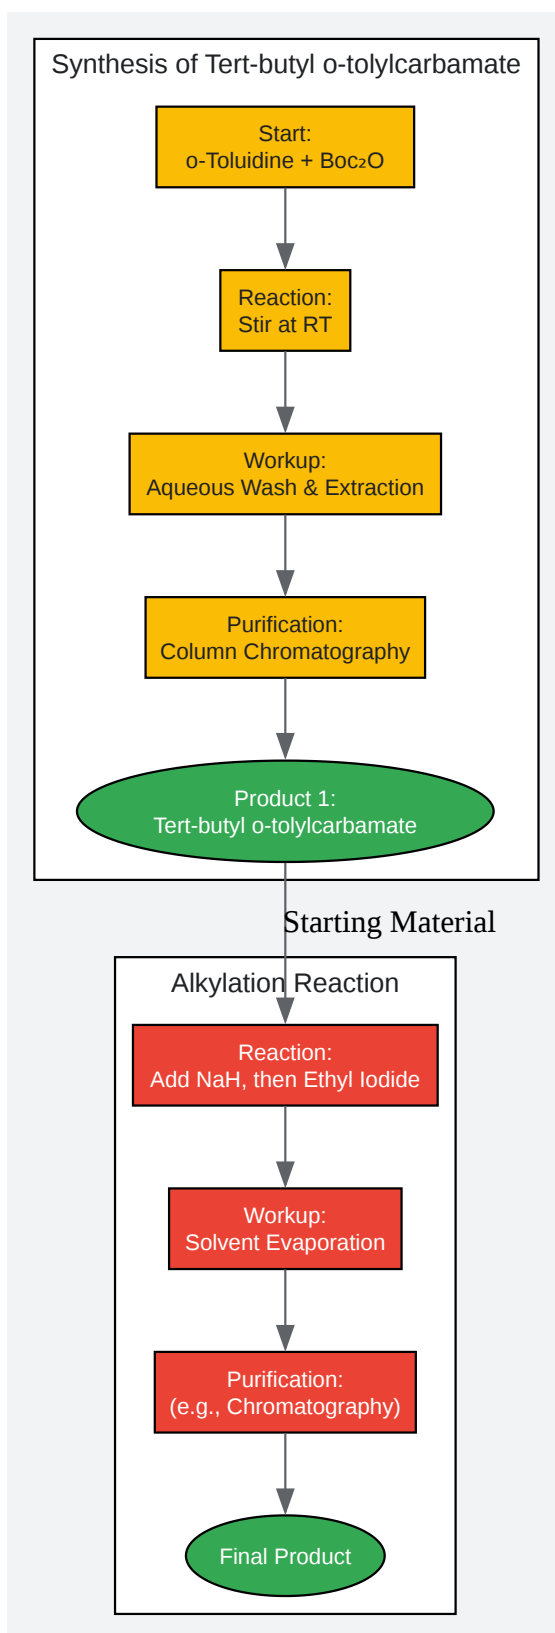 Synthesis of Tert-butyl o-tolylcarbamate
Start:
o-Toluidine + Boc₂O
Reaction:
Stir at RT
Workup:
Aqueous Wash & Extraction
Purification:
Column Chromatography
Product 1:
Tert-butyl o-tolylcarbamate
Starting Material
Alkylation Reaction
Reaction:
Add NaH, then Ethyl Iodide
Workup:
Solvent Evaporation
Purification:
(e.g., Chromatography)
Final Product